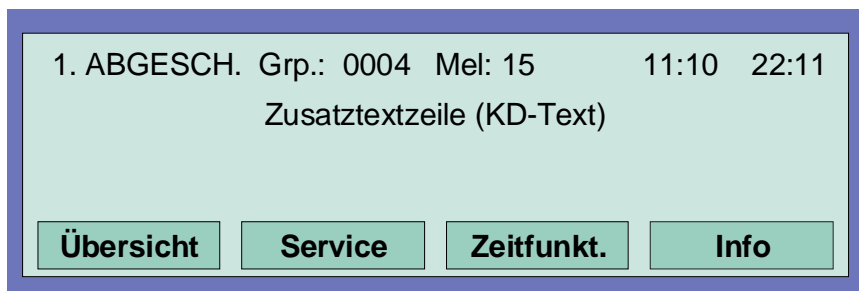 1. ABGESCH. Grp.: 0004 Mel: 15 11:10 22:11
Zusatztextzeile (KD-Text)
Übersicht Service Zeitfunkt. Info